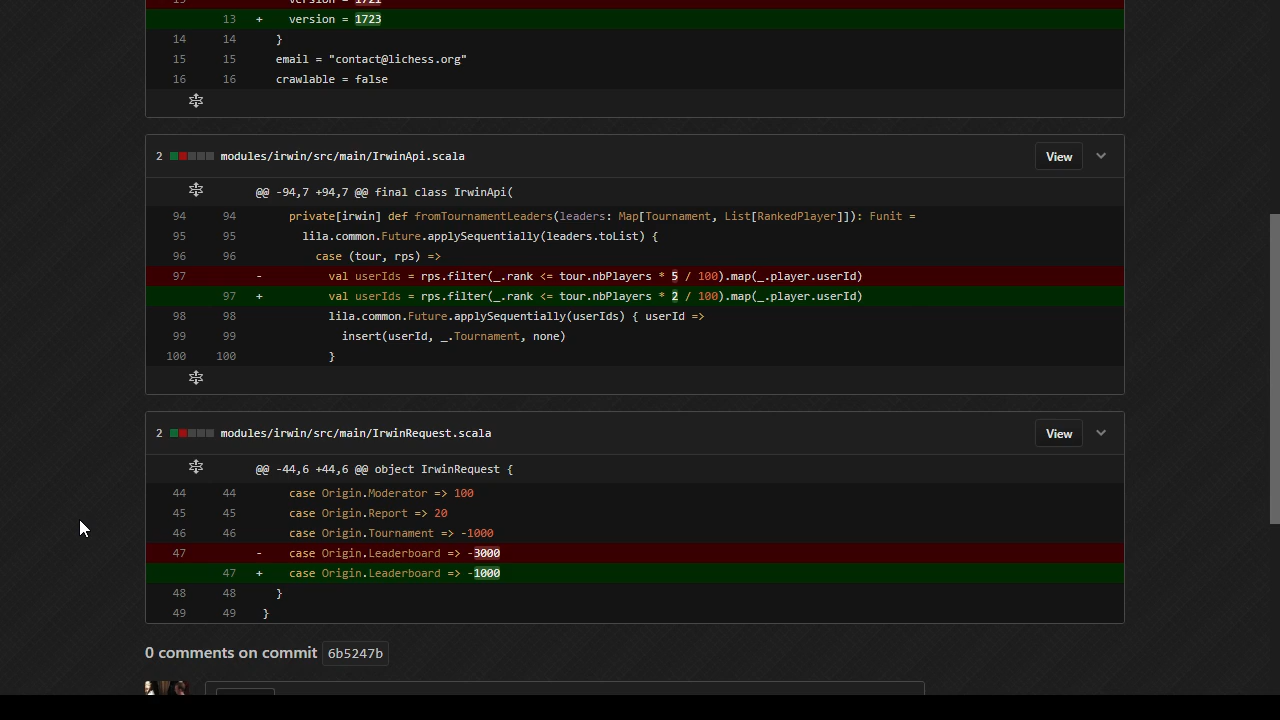 15 version = 1721
13 + version = 1723
14 14 }
15 15 email = "contact@lichess.org"
16 16 crawlable = false
2 modules/irwin/src/main/IrwinApi.scala View
@@ -94,7 +94,7 @@ final class IrwinApi(
94 94 private[irwin] def fromTournamentLeaders(leaders: Map[Tournament, List[RankedPlayer]]): Funit =
95 95 lila.common.Future.applySequentially(leaders.toList) {
96 96 case (tour, rps) =>
97 - val userIds = rps.filter(_.rank <= tour.nbPlayers * 5 / 100).map(_.player.userId)
97 + val userIds = rps.filter(_.rank <= tour.nbPlayers * 2 / 100).map(_.player.userId)
98 98 lila.common.Future.applySequentially(userIds) { userId =>
99 99 insert(userId, _.Tournament, none)
100 100 }
2 modules/irwin/src/main/IrwinRequest.scala View
@@ -44,6 +44,6 @@ object IrwinRequest {
44 44 case Origin.Moderator => 100
45 45 case Origin.Report => 20
46 46 case Origin.Tournament => -1000
47 - case Origin.Leaderboard => -3000
47 + case Origin.Leaderboard => -1000
48 48 }
49 49 }
0 comments on commit 6b5247b